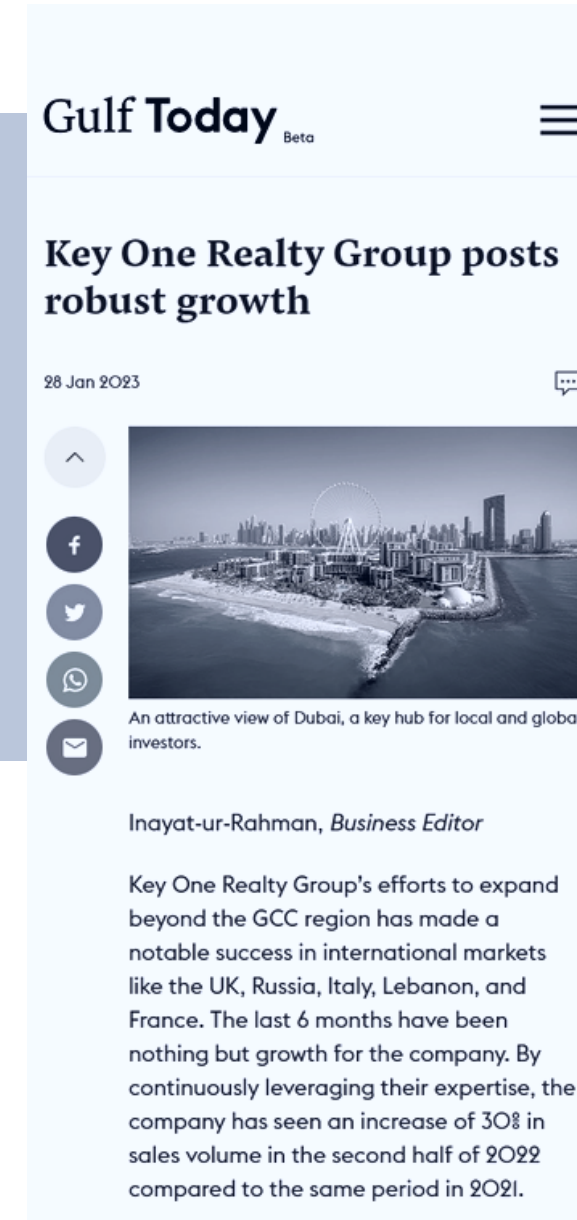 Gulf Today Beta
Key One Realty Group posts
robust growth
28 Jan 2023
An attractive view of Dubai, a key hub for local and globa
investors.
Inayat-ur-Rahman, Business Editor
Key One Realty Group's efforts to expand
beyond the GCC region has made a
notable success in international markets
like the UK, Russia, Italy, Lebanon, and
France. The last 6 months have been
nothing but growth for the company. By
continuously leveraging their expertise, the
company has seen an increase of 30% in
sales volume in the second half of 2022
compared to the same period in 2021.